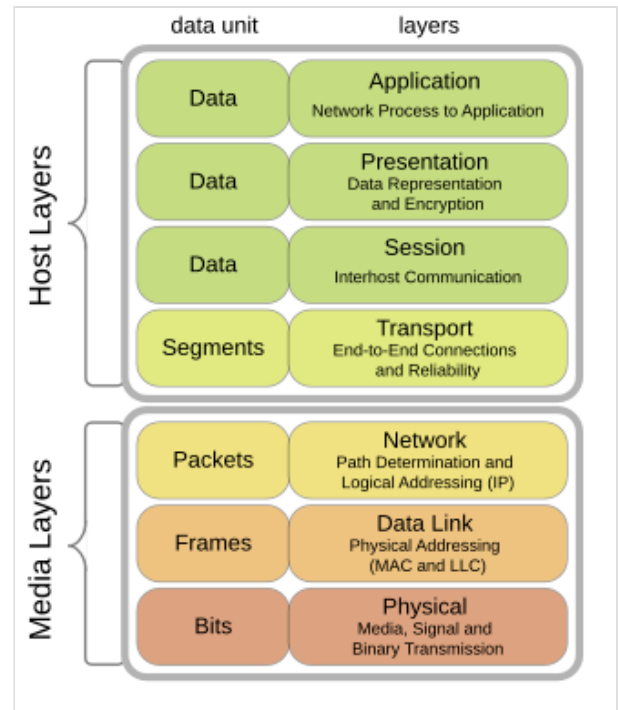 data unit
layers
Host Layers
Data
Application
Network Process to Application
Data
Presentation
Data Representation
and Encryption
Data
Session
Interhost Communication
Segments
Transport
End-to-End Connections
and Reliability
Media Layers
Packets
Network
Path Determination and
Logical Addressing (IP)
Frames
Data Link
Physical Addressing
(MAC and LLC)
Bits
Physical
Media, Signal and
Binary Transmission